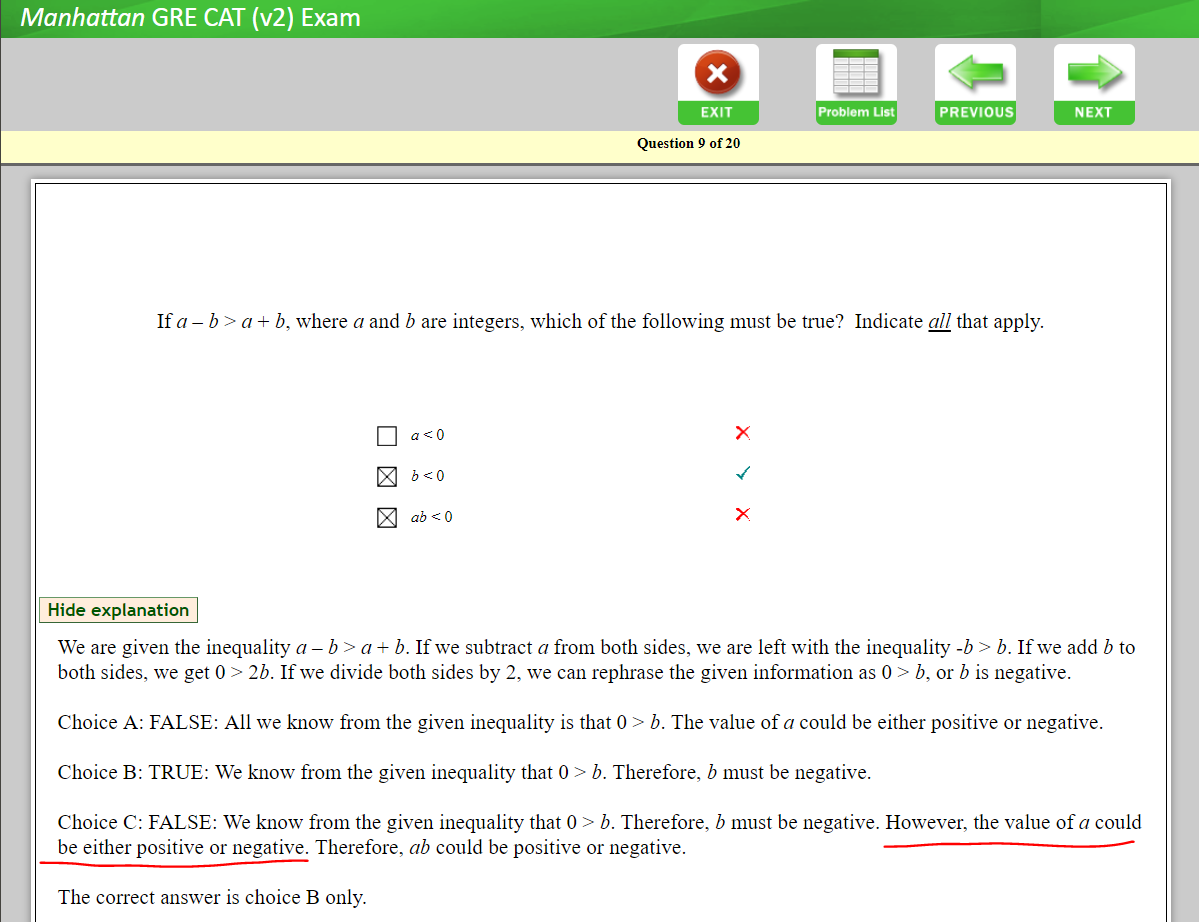 Manhattan GRE CAT (v2) Exam
EXIT
Problem List
PREVIOUS
NEXT
Question 9 of 20
If a – b > a + b, where a and b are integers, which of the following must be true?  Indicate all that apply.
a < 0
b < 0
ab < 0
Hide explanation
We are given the inequality a – b > a + b. If we subtract a from both sides, we are left with the inequality -b > b. If we add b to
both sides, we get 0 > 2b. If we divide both sides by 2, we can rephrase the given information as 0 > b, or b is negative.
Choice A: FALSE: All we know from the given inequality is that 0 > b. The value of a could be either positive or negative.
Choice B: TRUE: We know from the given inequality that 0 > b. Therefore, b must be negative.
Choice C: FALSE: We know from the given inequality that 0 > b. Therefore, b must be negative. However, the value of a could
be either positive or negative. Therefore, ab could be positive or negative.
The correct answer is choice B only.